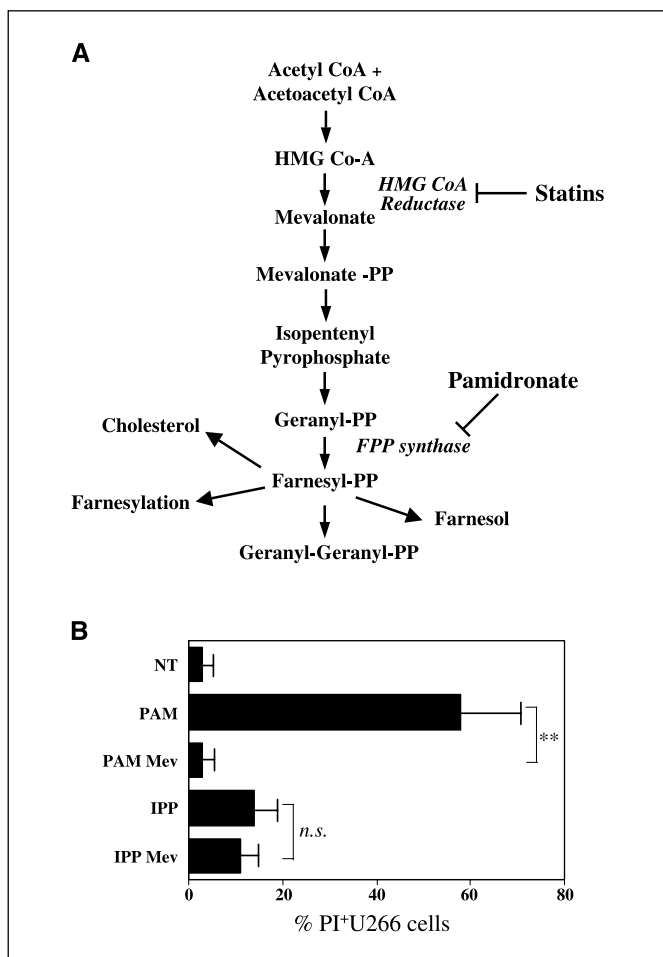 A
Acetyl CoA +
Acetoacetyl CoA
HMG Co-A
HMG CoA
Reductase
Statins
Mevalonate
Mevalonate -PP
Isopentenyl
Pyrophosphate
Pamidronate
Geranyl-PP
Cholesterol
FPP synthase
Farnesyl-PP
Farnesylation
Farnesol
Geranyl-Geranyl-PP
B
NT
PAM
**
PAM Mev
IPP
n.s.
IPP Mev
0 20 40 60 80
% PI⁺U266 cells